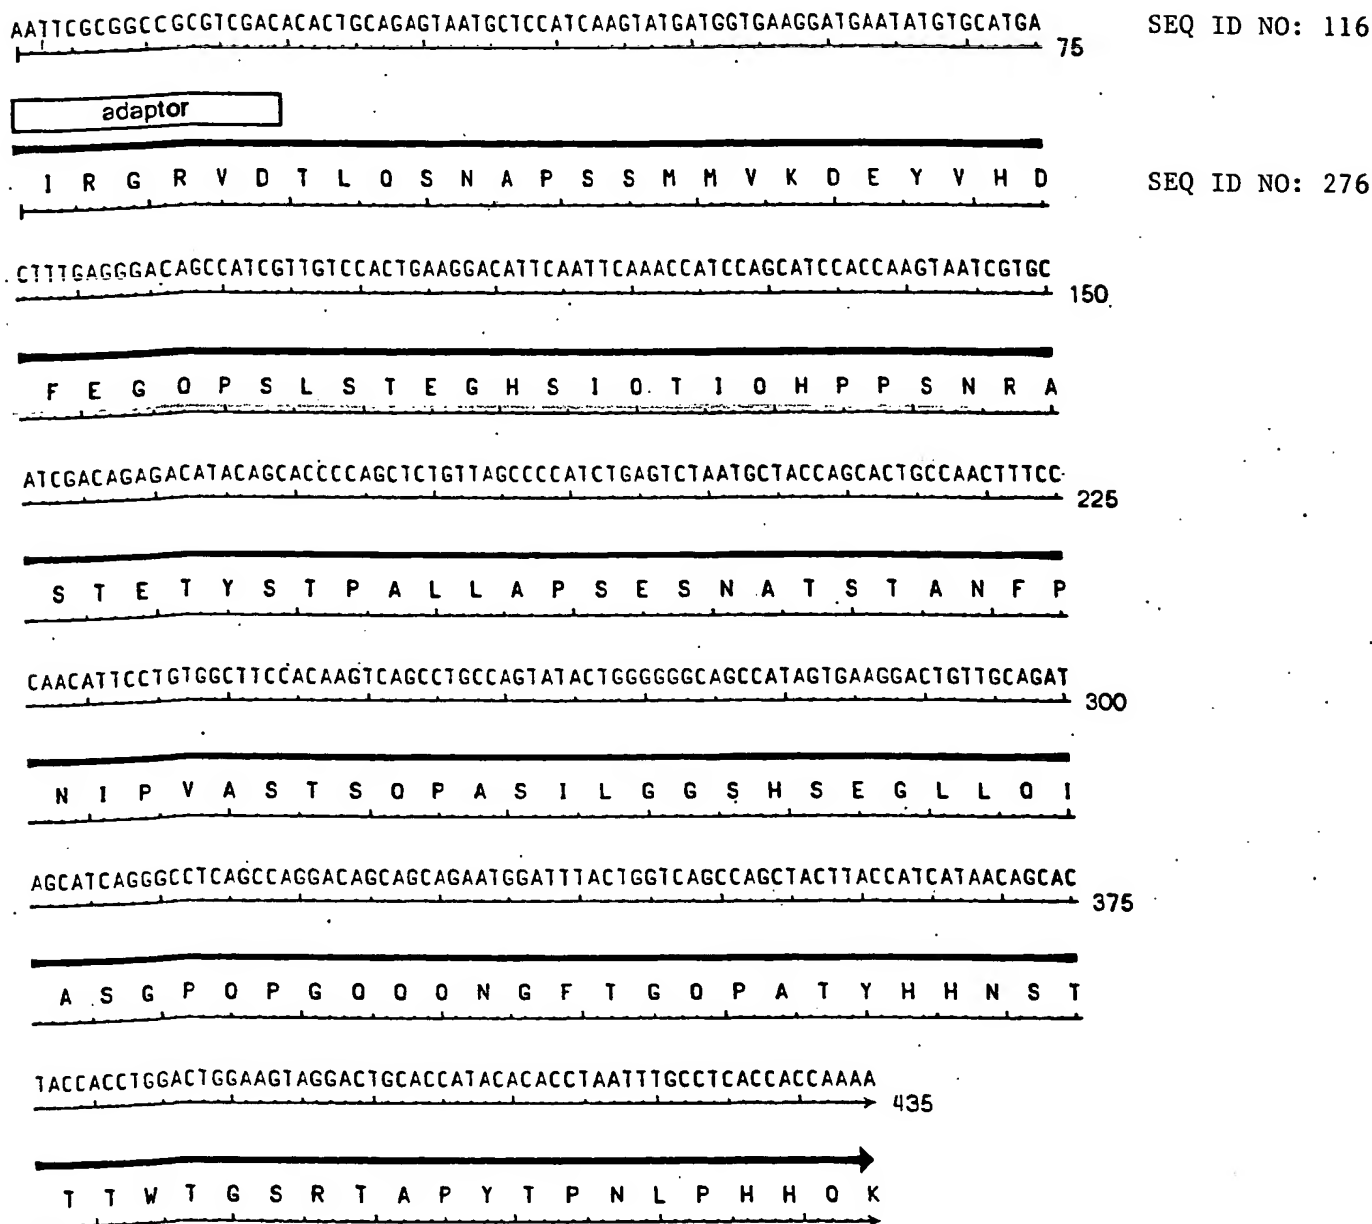 AATTCGCGGCCGCGTCGACACACTGCAGAGTAATGCTCCATCAAGTATGATGGTGAAGGATGAATATGTGCATGA 75 SEQ ID NO: 116
adaptor
I R G R V D T L O S N A P S S M M V K D E Y V H D SEQ ID NO: 276
CTTTGAGGGACAGCCATCGTTGTCCACTGAAGGACATTCAATTCAAACCATCCAGCATCCACCAAGTAATCGTGC 150
F E G O P S L S T E G H S I O T I O H P P S N R A
ATCGACAGAGACATACAGCACCCCAGCTCTGTTAGCCCCATCTGAGTCTAATGCTACCAGCACTGCCAACTTTCC 225
S T E T Y S T P A L L A P S E S N A T S T A N F P
CAACATTCCTGTGGCTTCCACAAGTCAGCCTGCCAGTATACTGGGGGGCAGCCATAGTGAAGGACTGTTGCAGAT 300
N I P V A S T S O P A S I L G G S H S E G L L O I
AGCATCAGGGCCTCAGCCAGGACAGCAGCAGAATGGATTTACTGGTCAGCCAGCTACTTACCATCATAACAGCAC 375
A S G P O P G O O O N G F T G O P A T Y H H N S T
TACCACCTGGACTGGAAGTAGGACTGCACCATACACACCTAATTTGCCTCACCACCAAAA 435
T T W T G S R T A P Y T P N L P H H O K